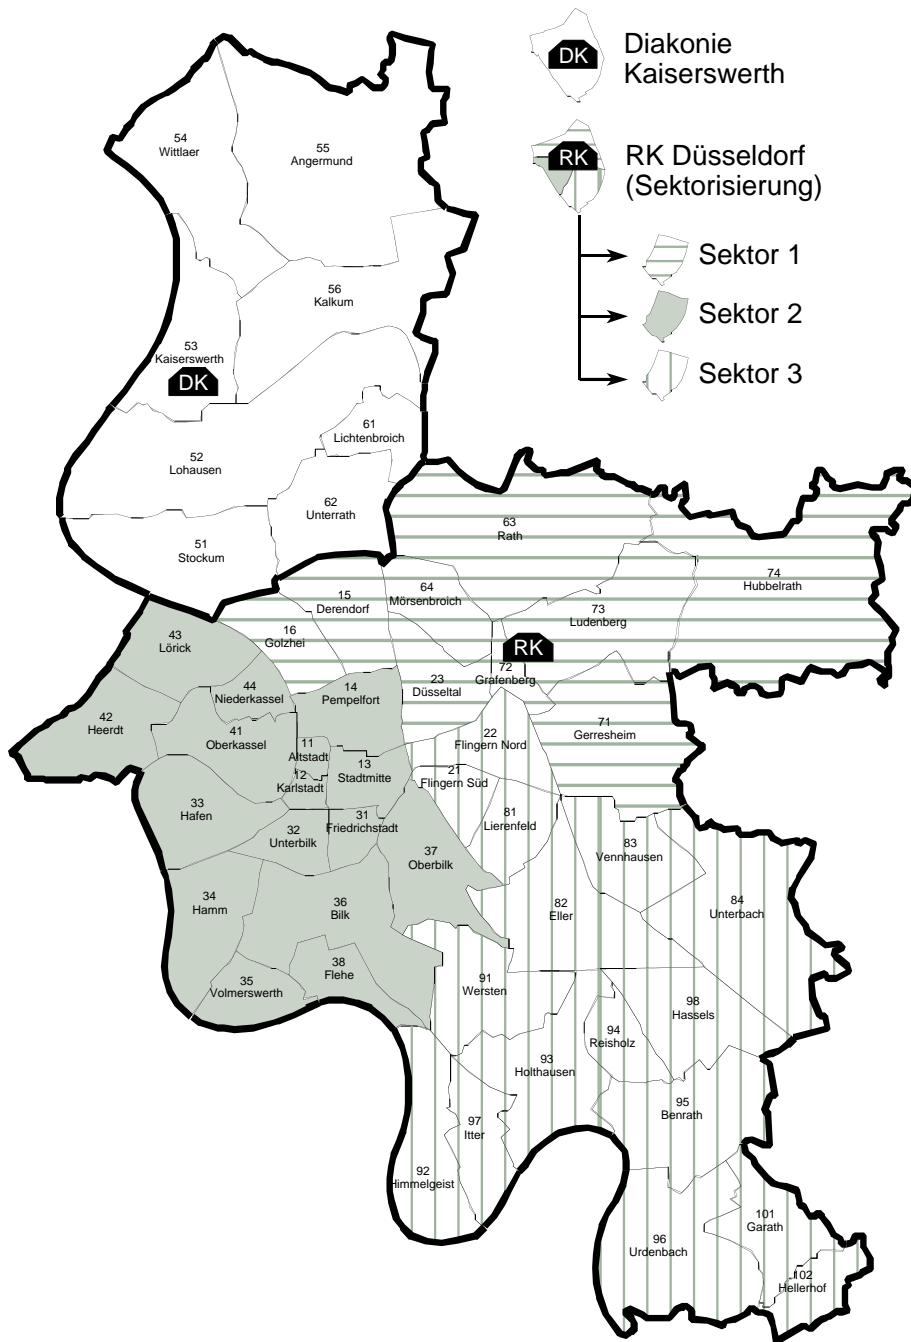 DK
Diakonie
Kaiserswerth
RK
RK Düsseldorf
(Sektorisierung)
Sektor 1
Sektor 2
Sektor 3
54
Wittlaer
55
Angermund
56
Kalkum
53
Kaiserswerth
DK
61
Lichtenbroich
52
Lohausen
62
Unterrath
51
Stockum
63
Rath
74
Hubbelrath
64
Mörsenbroich
15
Derendorf
73
Ludenberg
16
Golzhei
RK
72
Grafenberg
23
Düsseltal
43
Lörick
44
Niederkassel
14
Pempelfort
42
Heerdt
41
Oberkassel
11
Altstadt
13
Stadtmitte
12
Karlstadt
22
Flingern Nord
21
Flingern Süd
71
Gerresheim
33
Hafen
32
Unterbilk
31
Friedrichstadt
81
Lierenfeld
37
Oberbilk
83
Vennhausen
34
Hamm
36
Bilk
82
Eller
84
Unterbach
38
Flehe
35
Volmerswerth
91
Wersten
98
Hassels
94
Reisholz
93
Holthausen
95
Benrath
97
Itter
92
Himmelgeist
101
Garath
96
Urdenbach
102
Hellerhof